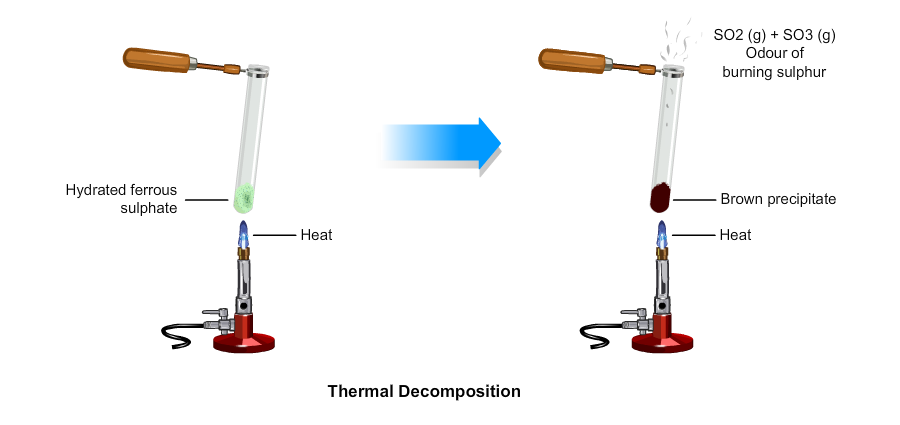 Hydrated ferrous
sulphate
Heat
SO2 (g) + SO3 (g)
Odour of
burning sulphur
Brown precipitate
Heat
Thermal Decomposition